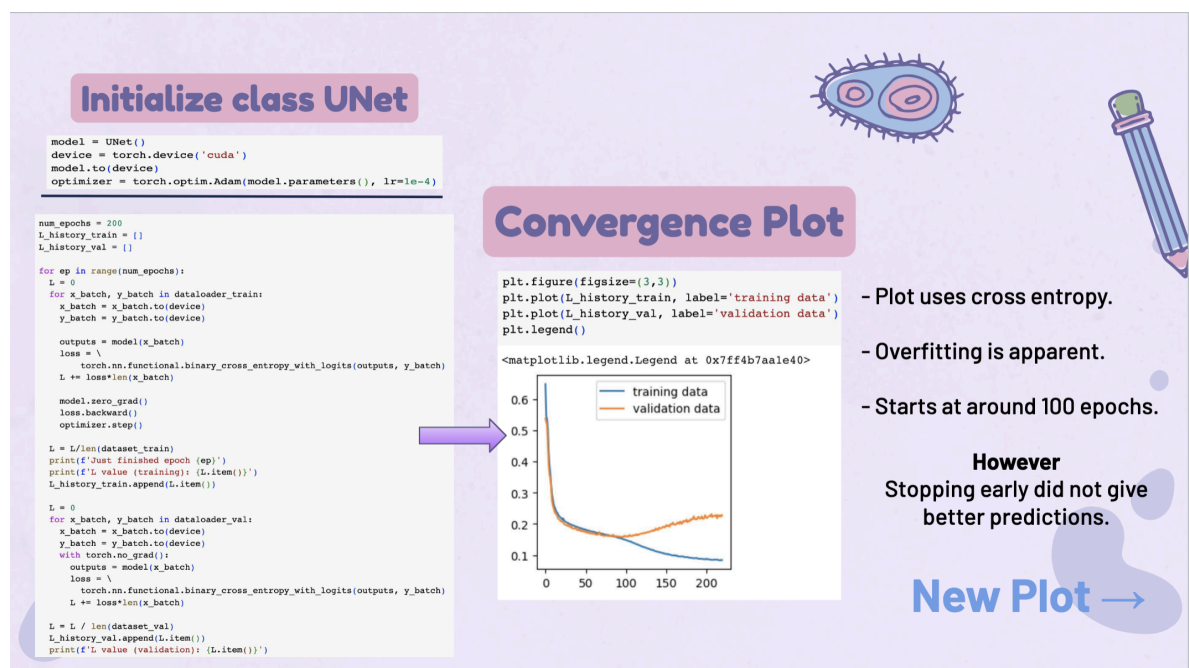 Initialize class UNet
model = UNet()
device = torch.device('cuda')
model.to(device)
optimizer = torch.optim.Adam(model.parameters(), lr=1e-4)
num_epochs = 200
L_history_train = []
L_history_val = []
for ep in range(num_epochs):
L = 0
for x_batch, y_batch in dataloader_train:
x_batch = x_batch.to(device)
y_batch = y_batch.to(device)
outputs = model(x_batch)
loss = \
torch.nn.functional.binary_cross_entropy_with_logits(outputs, y_batch)
L += loss*len(x_batch)
model.zero_grad()
loss.backward()
optimizer.step()
L = L/len(dataset_train)
print(f'Just finished epoch {ep}')
print(f'L value (training): {L.item()}')
L_history_train.append(L.item())
L = 0
for x_batch, y_batch in dataloader_val:
x_batch = x_batch.to(device)
y_batch = y_batch.to(device)
with torch.no_grad():
outputs = model(x_batch)
loss = \
torch.nn.functional.binary_cross_entropy_with_logits(outputs, y_batch)
L += loss*len(x_batch)
L = L / len(dataset_val)
L_history_val.append(L.item())
print(f'L value (validation): {L.item()}')
Convergence Plot
plt.figure(figsize=(3,3))
plt.plot(L_history_train, label='training data')
plt.plot(L_history_val, label='validation data')
plt.legend()
<matplotlib.legend.Legend at 0x7ff4b7aa1e40>
training data
validation data
0.6
0.5
0.4
0.3
0.2
0.1
0 50 100 150 200
- Plot uses cross entropy.
- Overfitting is apparent.
- Starts at around 100 epochs.
However
Stopping early did not give
better predictions.
New Plot →